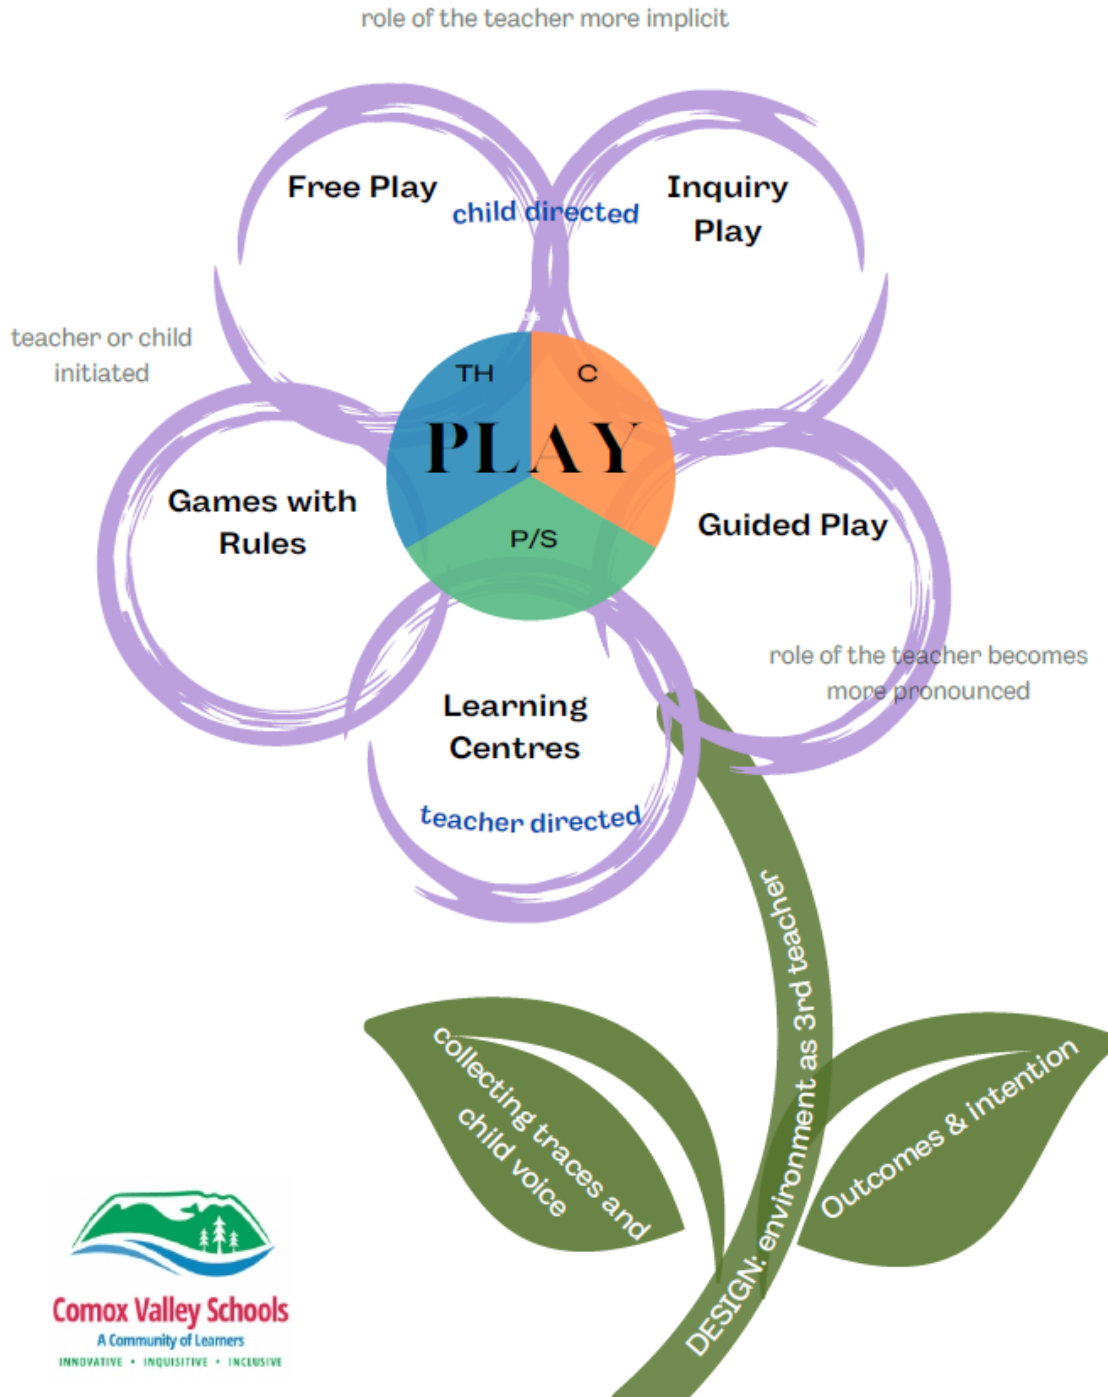 role of the teacher more implicit
Free Play
Inquiry
Play
child directed
teacher or child
initiated
TH
C
PLAY
P/S
Games with
Rules
Guided Play
role of the teacher becomes
more pronounced
Learning
Centres
teacher directed
DESIGN: environment as 3rd teacher
collecting traces and
child voice
Outcomes & intention
Comox Valley Schools
A Community of Learners
INNOVATIVE • INQUISITIVE • INCLUSIVE